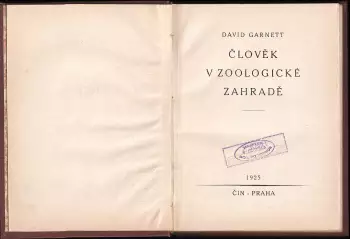 DAVID GARNETT
ČLOVĚK
V ZOOLOGICKÉ
ZAHRADĚ
1925
ČIN - PRAHA